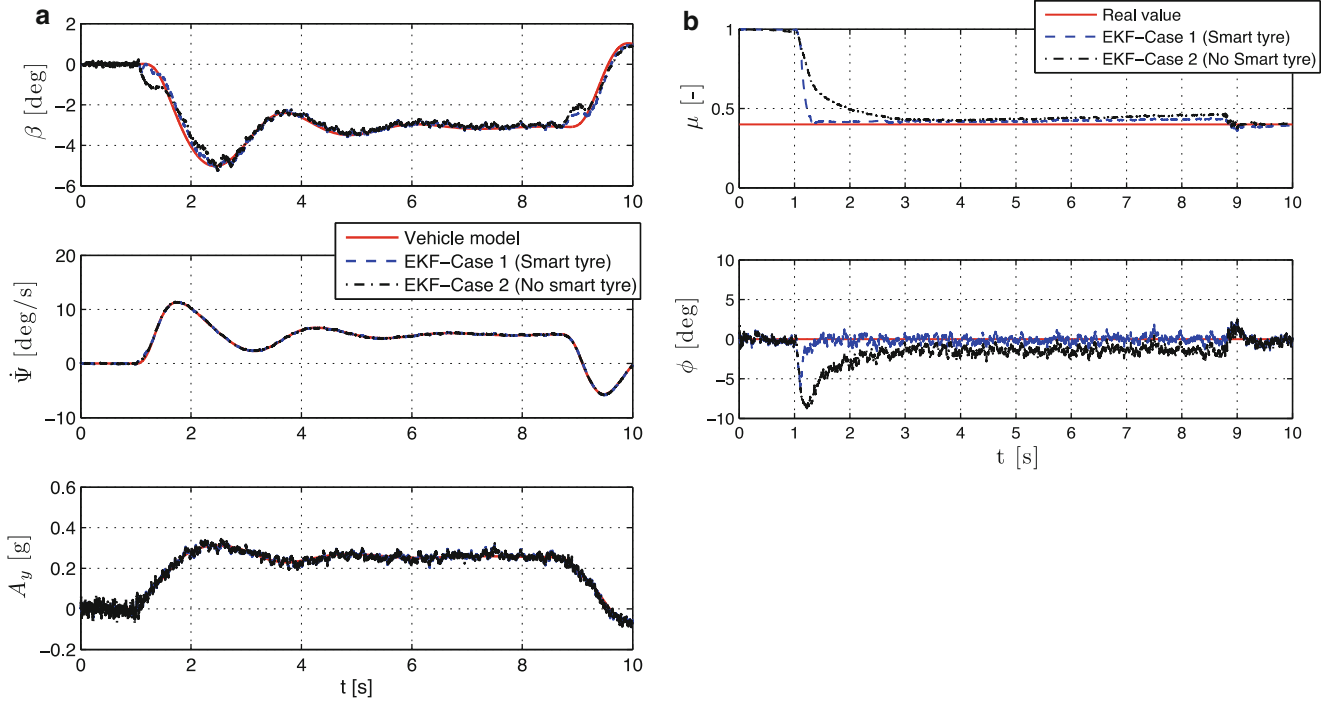 a
2
0
−2
−4
−6
β [deg]
0 2 4 6 8 10
Vehicle model
EKF−Case 1 (Smart tyre)
EKF−Case 2 (No smart tyre)
20
10
0
−10
Ψ̇ [deg/s]
0 2 4 6 8 10
0.6
0.4
0.2
0
−0.2
A_y [g]
0 2 4 6 8 10
t [s]
b
Real value
EKF−Case 1 (Smart tyre)
EKF−Case 2 (No Smart tyre)
1
0.5
1
μ [-]
0 1 2 3 4 5 6 7 8 9 10
10
5
0
−5
−10
ϕ [deg]
0 1 2 3 4 5 6 7 8 9 10
t [s]